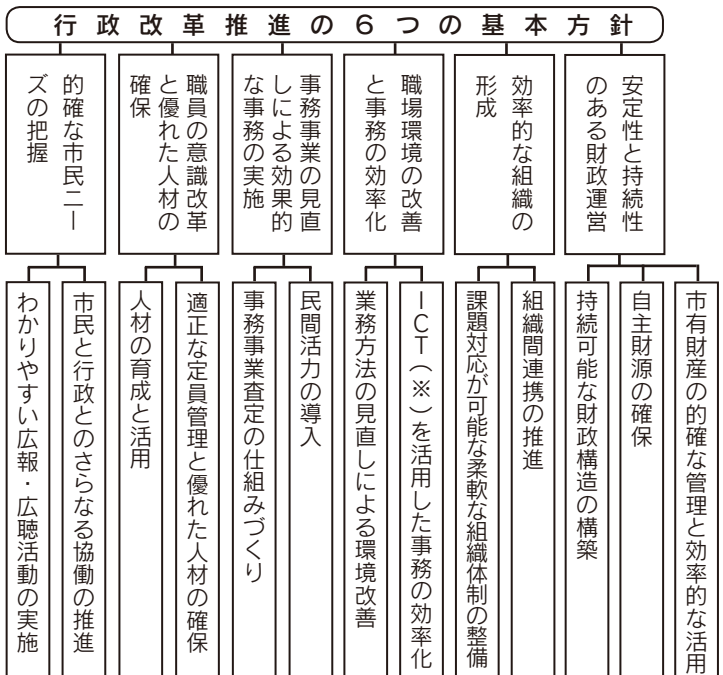 行政改革推進の６つの基本方針
安定性と持続性
のある財政運営
効率的な組織の
形成
職場環境の改善
と事務の効率化
事務事業の見直
しによる効果的
な事務の実施
職員の意識改革
と優れた人材の
確保
的確な市民ニー
ズの把握
市有財産の的確な管理と効率的な活用
自主財源の確保
持続可能な財政構造の構築
組織間連携の推進
課題対応が可能な柔軟な組織体制の整備
ＩＣＴ（※）を活用した事務の効率化
業務方法の見直しによる環境改善
民間活力の導入
事務事業査定の仕組みづくり
適正な定員管理と優れた人材の確保
人材の育成と活用
市民と行政とのさらなる協働の推進
わかりやすい広報・広聴活動の実施